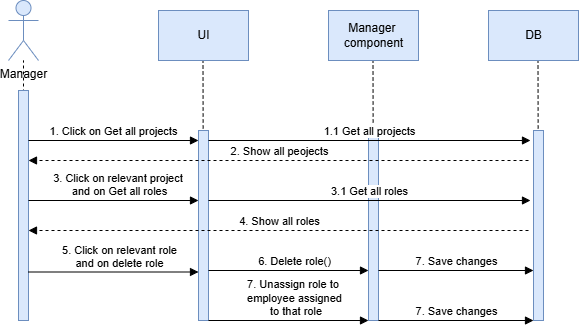 UI
Manager
component
DB
Manager
1. Click on Get all projects
1.1 Get all projects
2. Show all peojects
3. Click on relevant project
and on Get all roles
3.1 Get all roles
4. Show all roles
5. Click on relevant role
and on delete role
6. Delete role()
7. Save changes
7. Unassign role to
employee assigned
to that role
7. Save changes